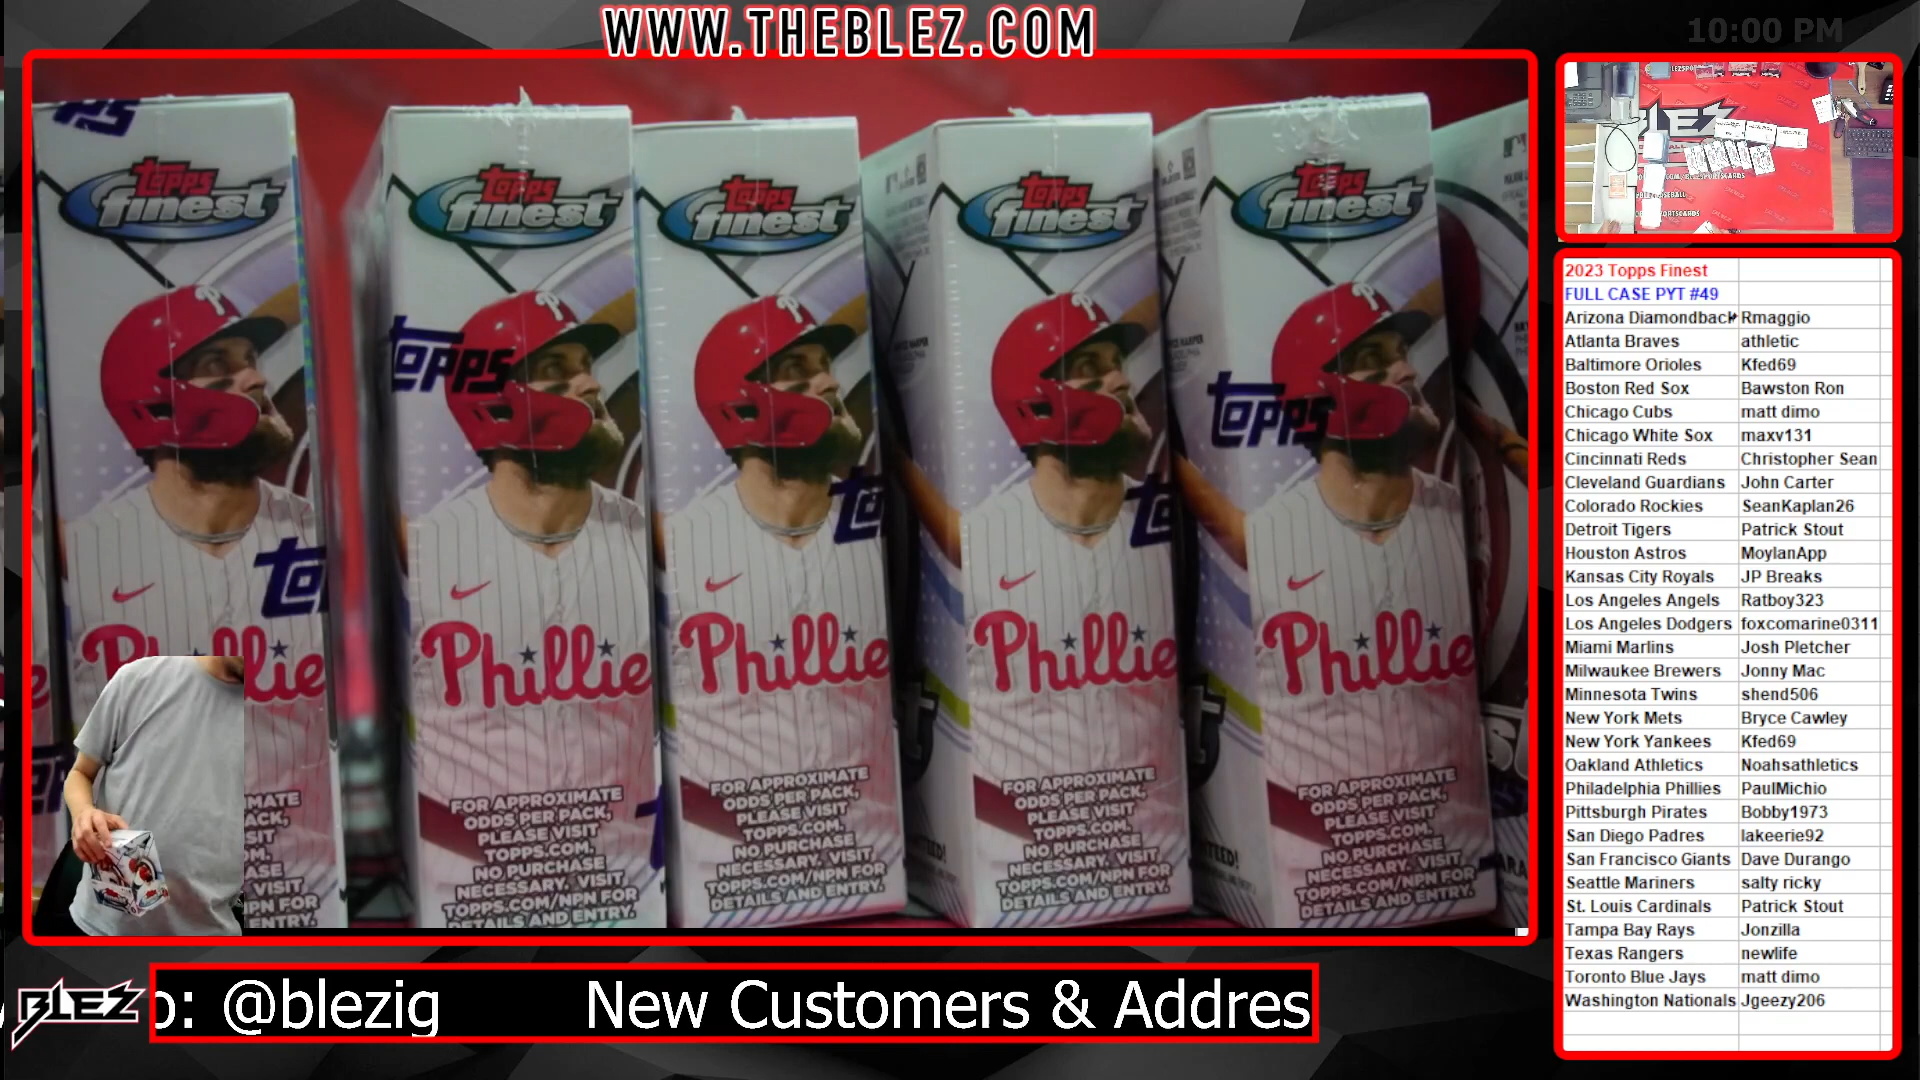 WWW.THEBLEZ.COM
10:00 PM
Topps
finest
Topps
finest
Topps
finest
Topps
finest
Topps
finest
Topps
Topps
Phillie
Phillie
Phillie
Phillie
FOR APPROXIMATE
ODDS PER PACK,
PLEASE VISIT
TOPPS.COM.
NO PURCHASE
NECESSARY. VISIT
TOPPS.COM/NPN FOR
DETAILS AND ENTRY.
FOR APPROXIMATE
ODDS PER PACK,
PLEASE VISIT
TOPPS.COM.
NO PURCHASE
NECESSARY. VISIT
TOPPS.COM/NPN FOR
DETAILS AND ENTRY.
FOR APPROXIMATE
ODDS PER PACK,
PLEASE VISIT
TOPPS.COM.
NO PURCHASE
NECESSARY. VISIT
TOPPS.COM/NPN FOR
DETAILS AND ENTRY.
FOR APPROXIMATE
ODDS PER PACK,
PLEASE VISIT
TOPPS.COM.
NO PURCHASE
NECESSARY. VISIT
TOPPS.COM/NPN FOR
DETAILS AND ENTRY.
2023 Topps Finest
FULL CASE PYT #49
Arizona Diamondback Rmaggio
Atlanta Braves athletic
Baltimore Orioles Kfed69
Boston Red Sox Bawston Ron
Chicago Cubs matt dimo
Chicago White Sox maxv131
Cincinnati Reds Christopher Sean
Cleveland Guardians John Carter
Colorado Rockies SeanKaplan26
Detroit Tigers Patrick Stout
Houston Astros MoylanApp
Kansas City Royals JP Breaks
Los Angeles Angels Ratboy323
Los Angeles Dodgers foxcomarine0311
Miami Marlins Josh Pletcher
Milwaukee Brewers Jonny Mac
Minnesota Twins shend506
New York Mets Bryce Cawley
New York Yankees Kfed69
Oakland Athletics Noahsathletics
Philadelphia Phillies PaulMichio
Pittsburgh Pirates Bobby1973
San Diego Padres lakeerie92
San Francisco Giants Dave Durango
Seattle Mariners salty ricky
St. Louis Cardinals Patrick Stout
Tampa Bay Rays Jonzilla
Texas Rangers newlife
Toronto Blue Jays matt dimo
Washington Nationals Jgeezy206
BLEZ
o: @blezig New Customers & Addres